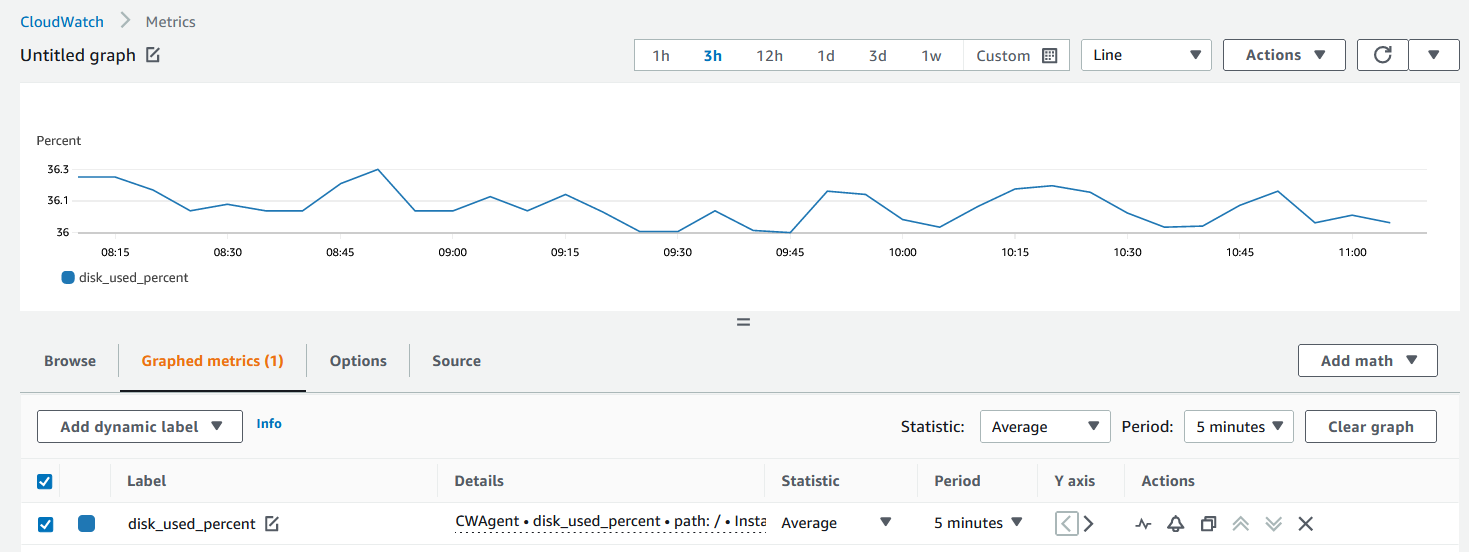 CloudWatch > Metrics
Untitled graph
1h 3h 12h 1d 3d 1w Custom Line Actions
Percent
36.3
36.1
36
08:15 08:30 08:45 09:00 09:15 09:30 09:45 10:00 10:15 10:30 10:45 11:00
disk_used_percent
Browse Graphed metrics (1) Options Source Add math
Add dynamic label Info Statistic: Average Period: 5 minutes Clear graph
Label Details Statistic Period Y axis Actions
disk_used_percent CWAgent • disk_used_percent • path: / • Insta Average 5 minutes